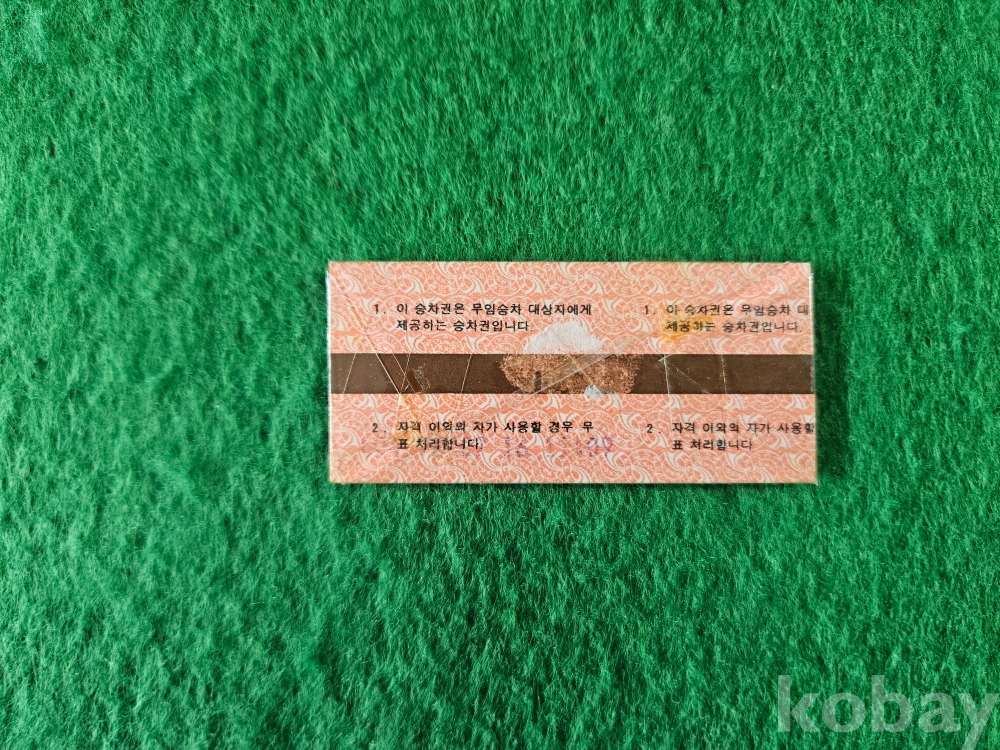 1. 이 승차권은 무임승차 대상자에게
제공하는 승차권입니다.
1. 이 승차권은 무임승차 대
제공하는 승차권입니다.
2. 자격 이외의 자가 사용할 경우 무
표 처리합니다.
2. 자격 이외의 자가 사용할
표 처리합니다
kobay